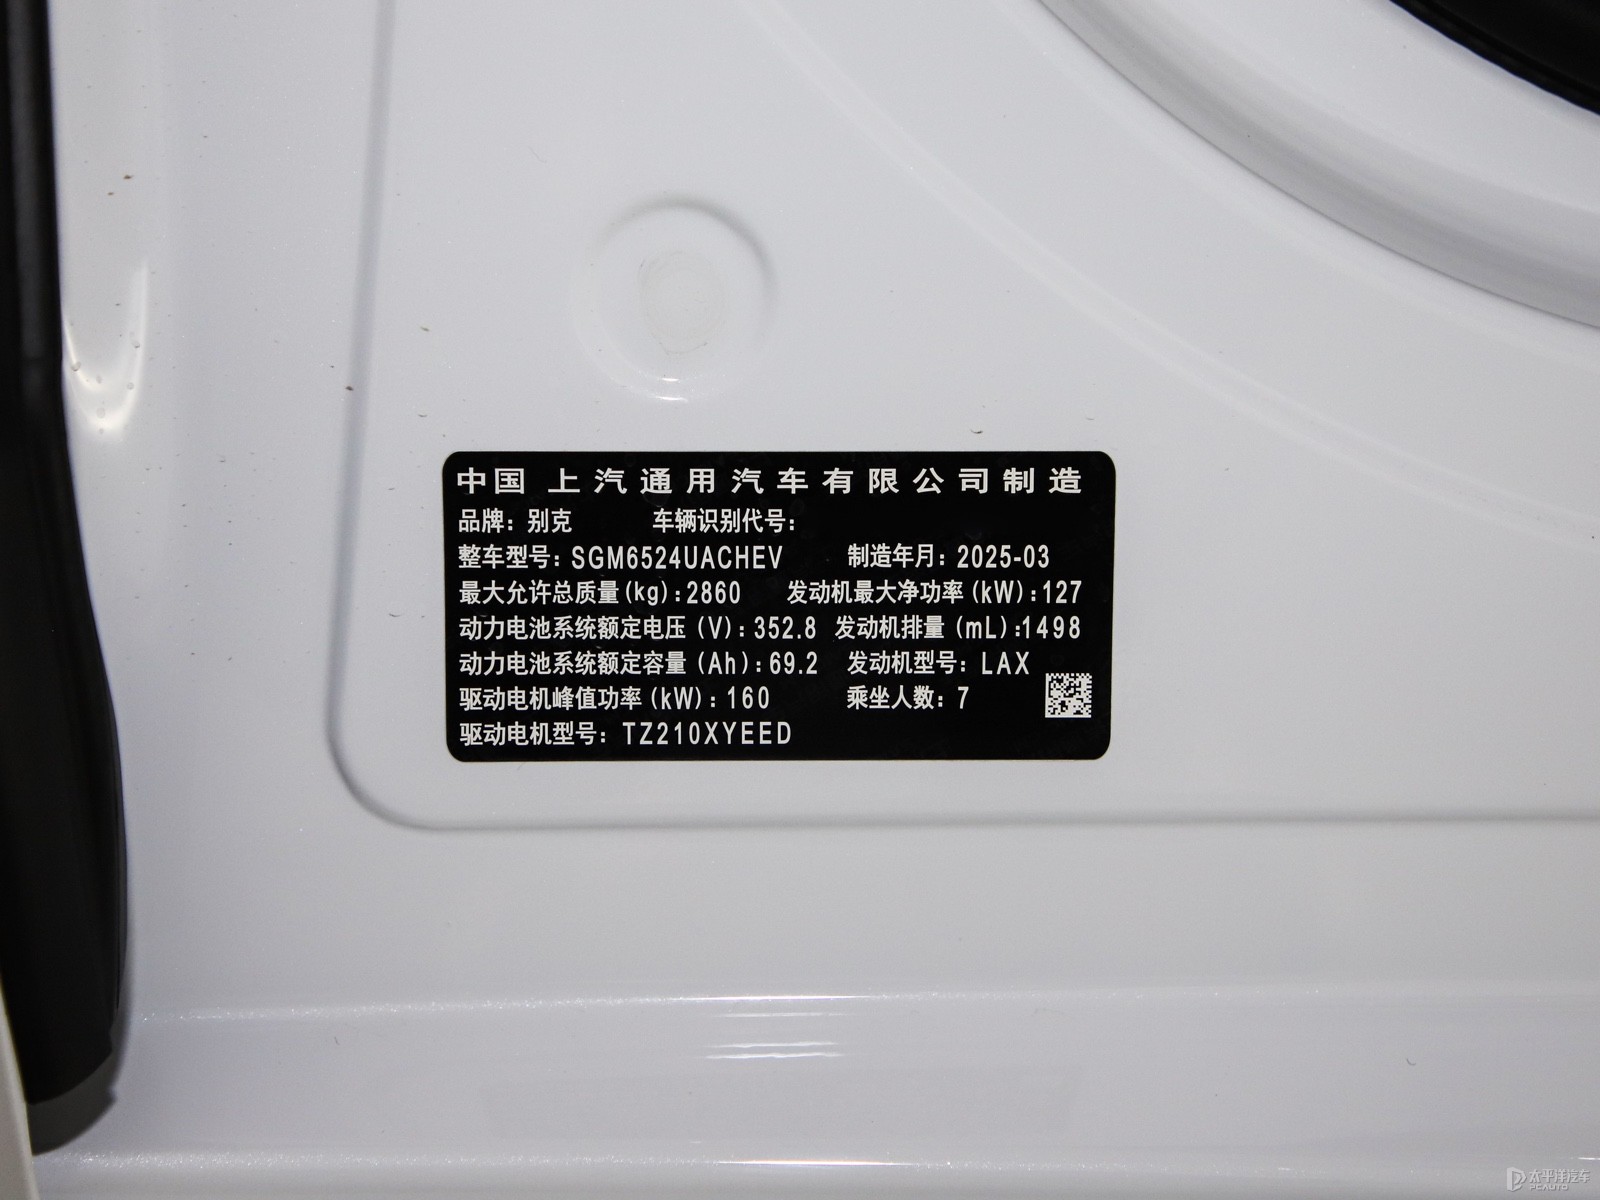 中国 上汽通用汽车有限公司制造
品牌：别克 车辆识别代号：
整车型号：SGM6524UACHEV 制造年月：2025-03
最大允许总质量(kg)：2860 发动机最大净功率(kW)：127
动力电池系统额定电压(V)：352.8 发动机排量(mL)：1498
动力电池系统额定容量(Ah)：69.2 发动机型号：LAX
驱动电机峰值功率(kW)：160 乘坐人数：7
驱动电机型号：TZ210XYEED
太平洋汽车
PCAUTO